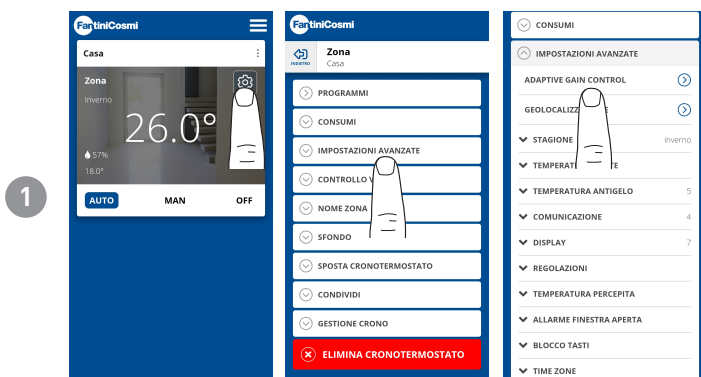 1
FantiniCosmi
Casa
Zona
Inverno
26.0°
57%
18.0°
AUTO MAN OFF
FantiniCosmi
INDIETRO
Zona
Casa
PROGRAMMI
CONSUMI
IMPOSTAZIONI AVANZATE
CONTROLLO V
NOME ZONA
SFONDO
SPOSTA CRONOTERMOSTATO
CONDIVIDI
GESTIONE CRONO
ELIMINA CRONOTERMOSTATO
CONSUMI
IMPOSTAZIONI AVANZATE
ADAPTIVE GAIN CONTROL
STAGIONE Inverno
TEMPERATURA ANTIGELO 5
COMUNICAZIONE 4
DISPLAY 7
REGOLAZIONI
TEMPERATURA PERCEPITA
ALLARME FINESTRA APERTA
BLOCCO TASTI
TIME ZONE